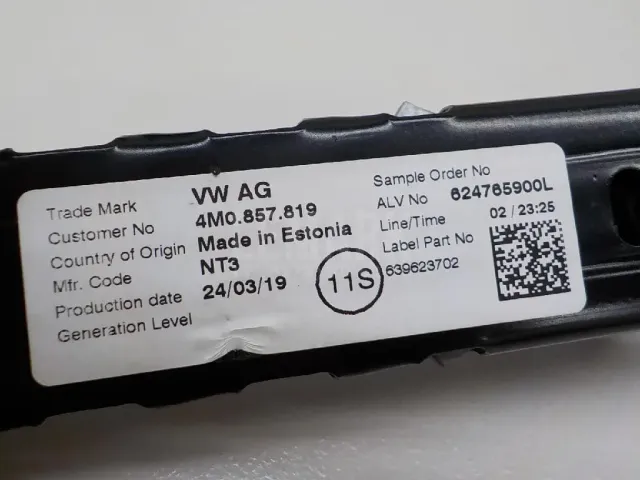 Trade Mark VW AG
Customer No 4M0.857.819
Country of Origin Made in Estonia
Mfr. Code NT3
Production date 24/03/19
Generation Level
11S
Sample Order No
ALV No 624765900L
Line/Time 02 / 23:25
Label Part No
639623702